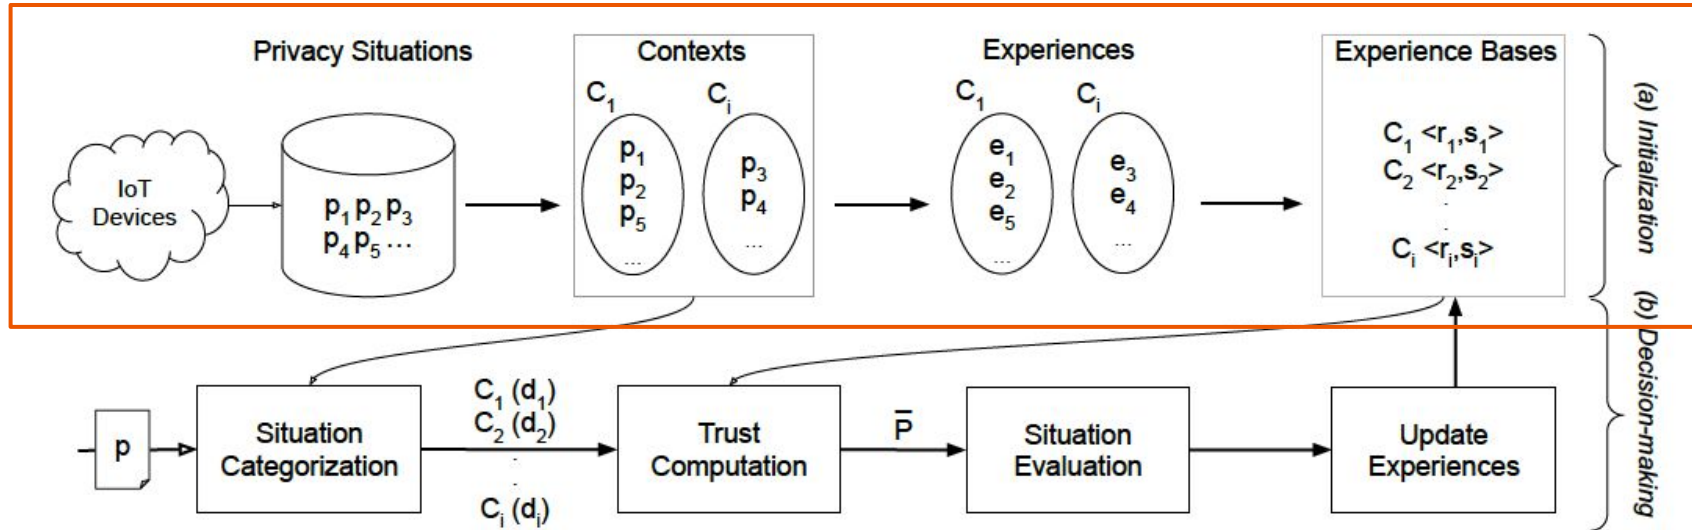 Privacy Situations
Contexts
Experiences
Experience Bases
IoT
Devices
p1 p2 p3
p4 p5 ...
C1
p1
p2
p5
...
Ci
p3
p4
...
C1
e1
e2
e5
...
Ci
e3
e4
...
C1 <r1,s1>
C2 <r2,s2>
.
.
Ci <ri,si>
(a) Initialization
p
Situation
Categorization
C1 (d1)
C2 (d2)
.
.
Ci (di)
Trust
Computation
P̅
Situation
Evaluation
Update
Experiences
(b) Decision-making